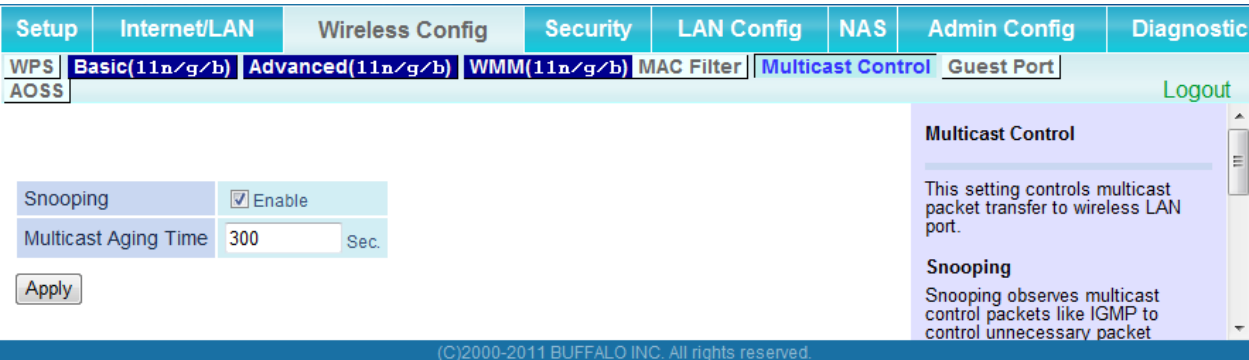 Setup Internet/LAN Wireless Config Security LAN Config NAS Admin Config Diagnostic
WPS Basic(11n/g/b) Advanced(11n/g/b) WMM(11n/g/b) MAC Filter Multicast Control Guest Port
AOSS
Logout
Snooping Enable
Multicast Aging Time 300 Sec.
Apply
Multicast Control
This setting controls multicast
packet transfer to wireless LAN
port.
Snooping
Snooping observes multicast
control packets like IGMP to
control unnecessary packet
(C)2000-2011 BUFFALO INC. All rights reserved.